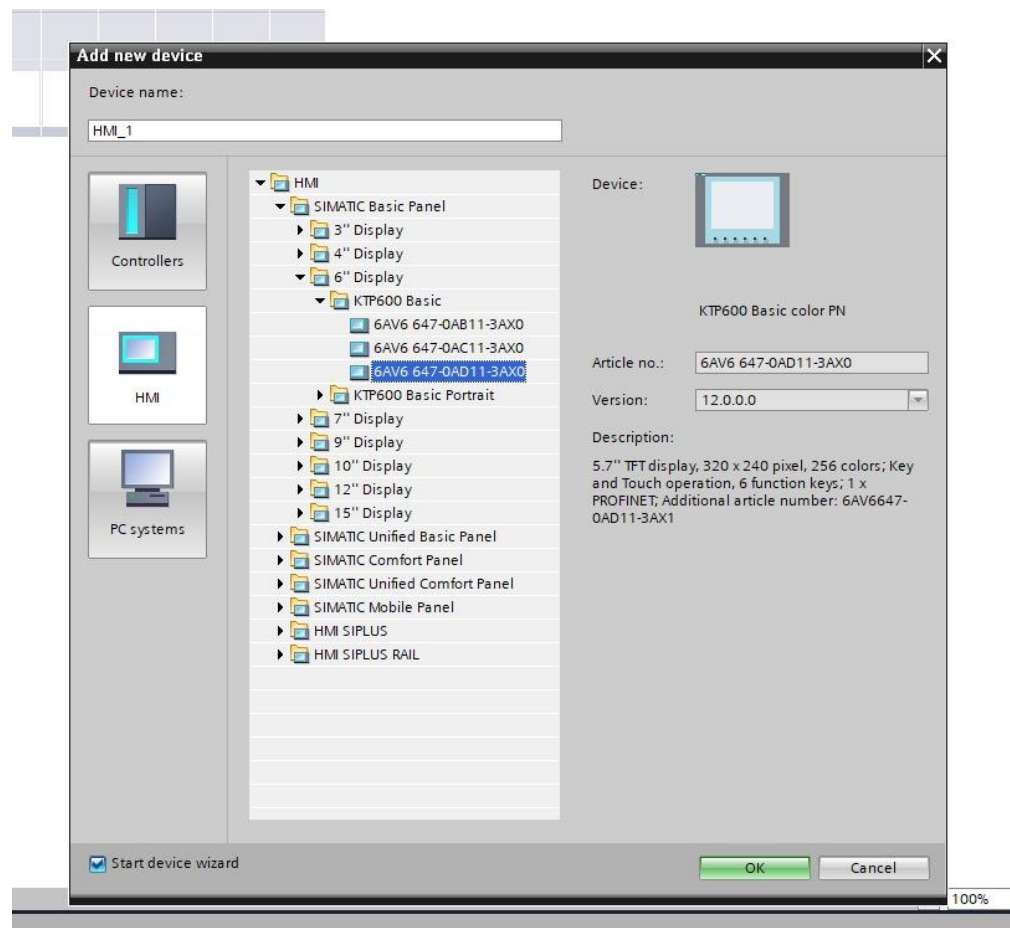 Add new device
Device name:
HMI_1
Controllers
HMI
PC systems
HMI
SIMATIC Basic Panel
3'' Display
4'' Display
6'' Display
KTP600 Basic
6AV6 647-0AB11-3AX0
6AV6 647-0AC11-3AX0
6AV6 647-0AD11-3AX0
KTP600 Basic Portrait
7'' Display
9'' Display
10'' Display
12'' Display
15'' Display
SIMATIC Unified Basic Panel
SIMATIC Comfort Panel
SIMATIC Unified Comfort Panel
SIMATIC Mobile Panel
HMI SIPLUS
HMI SIPLUS RAIL
Device:
KTP600 Basic color PN
Article no.: 6AV6 647-0AD11-3AX0
Version: 12.0.0.0
Description:
5.7'' TFT display, 320 x 240 pixel, 256 colors; Key
and Touch operation, 6 function keys; 1 x
PROFINET; Additional article number: 6AV6647-
0AD11-3AX1
Start device wizard
OK Cancel
100%